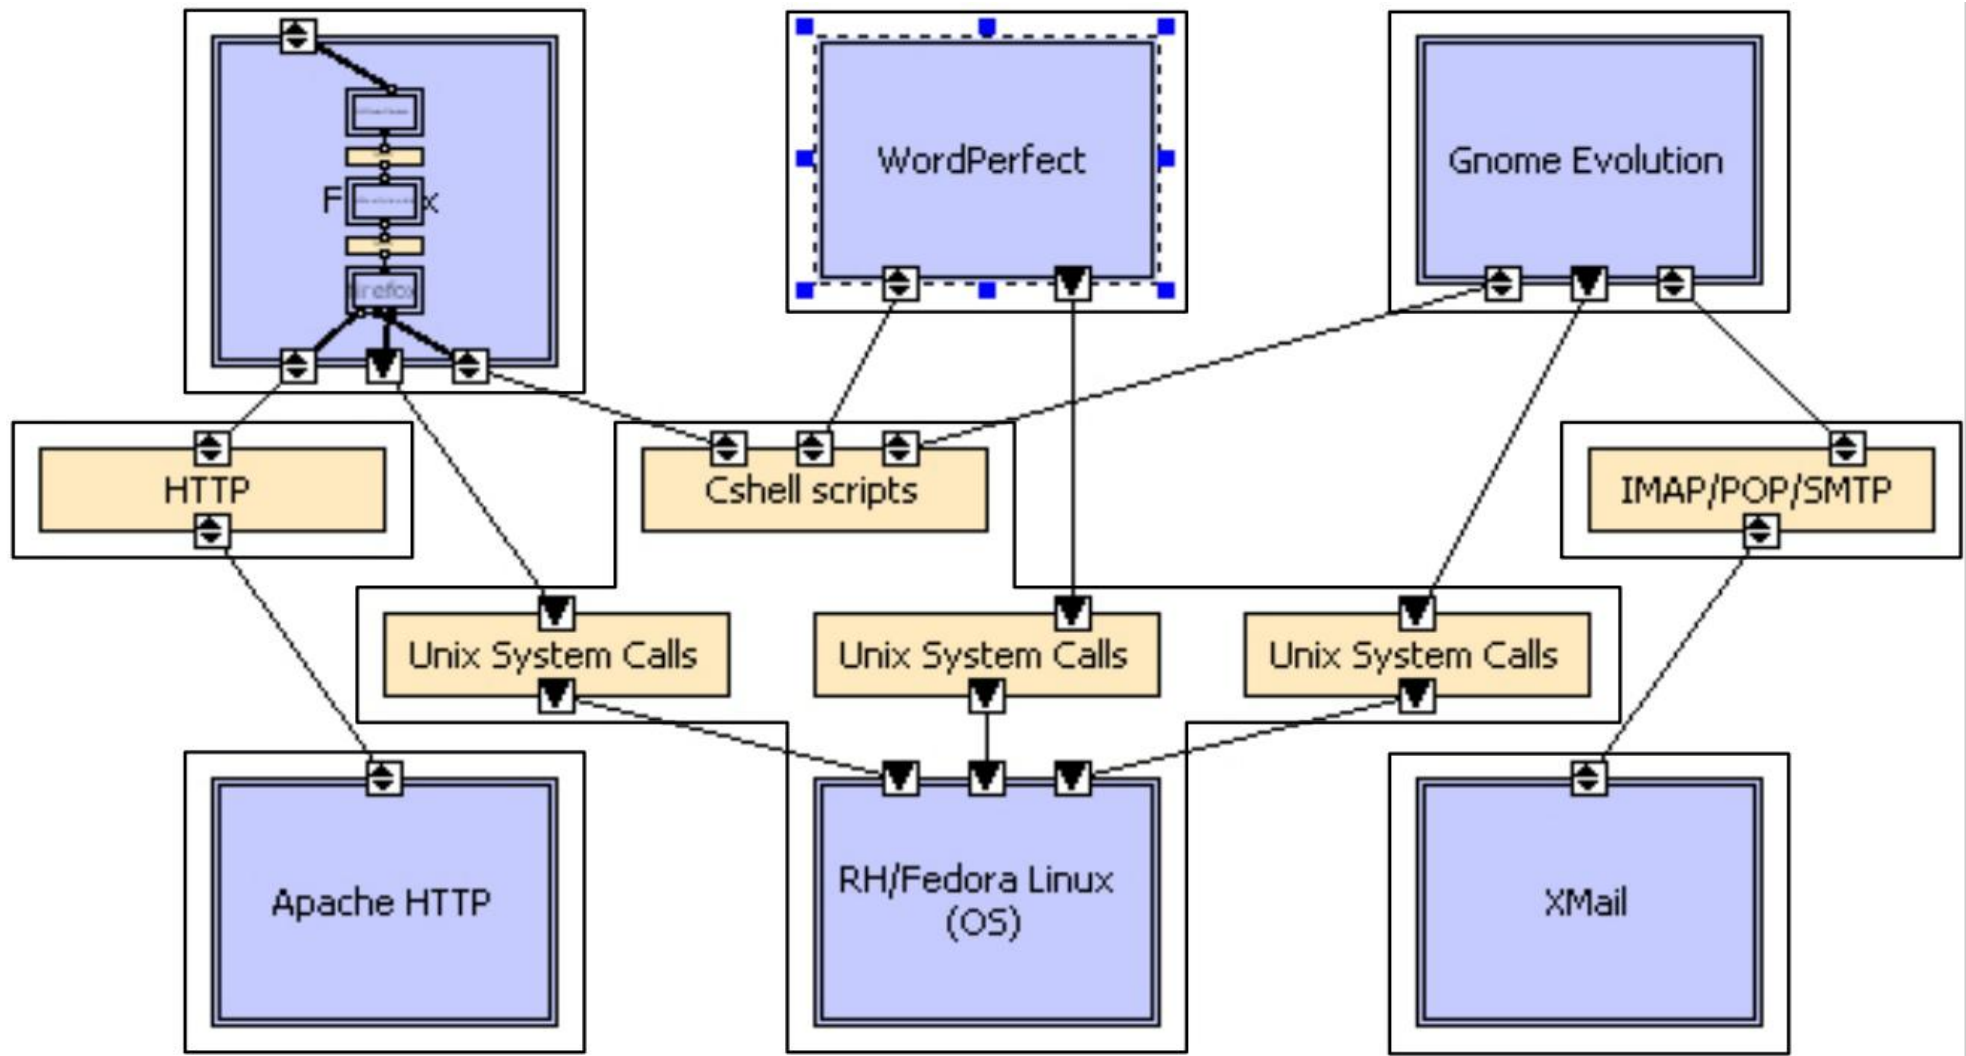 WordPerfect
Gnome Evolution
F x
firefox
HTTP
Cshell scripts
IMAP/POP/SMTP
Unix System Calls
Unix System Calls
Unix System Calls
Apache HTTP
RH/Fedora Linux
(OS)
XMail